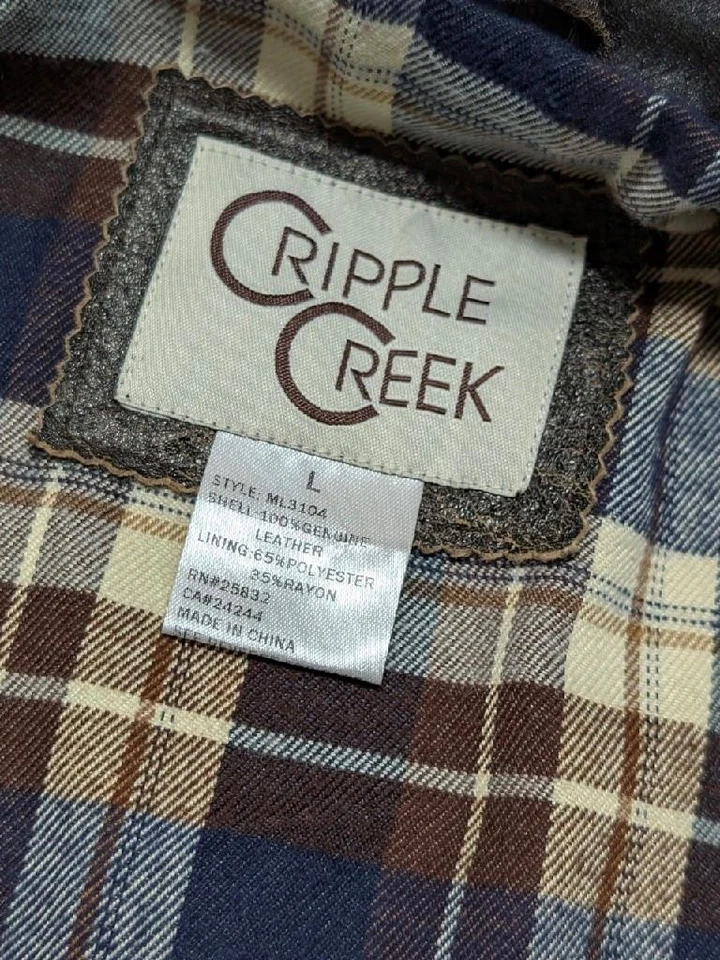 CRIPPLE
CREEK
L
STYLE: ML3104
SHELL:100%GENUINE
LEATHER
LINING:65%POLYESTER
35%RAYON
RN#25832
CA#24244
MADE IN CHINA